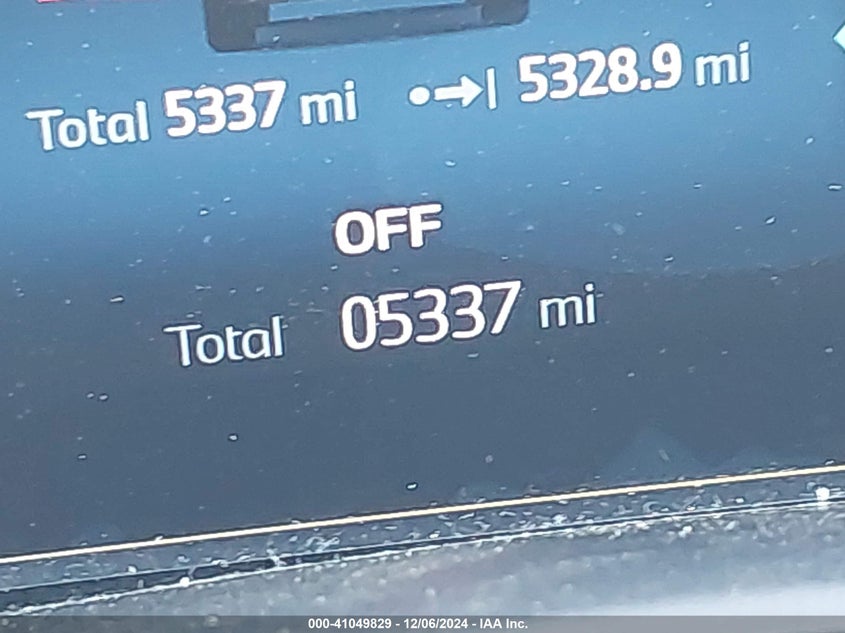 Total 5337 mi 5328.9 mi
OFF
Total 05337 mi
000-41049829 - 12/06/2024 - IAA Inc.